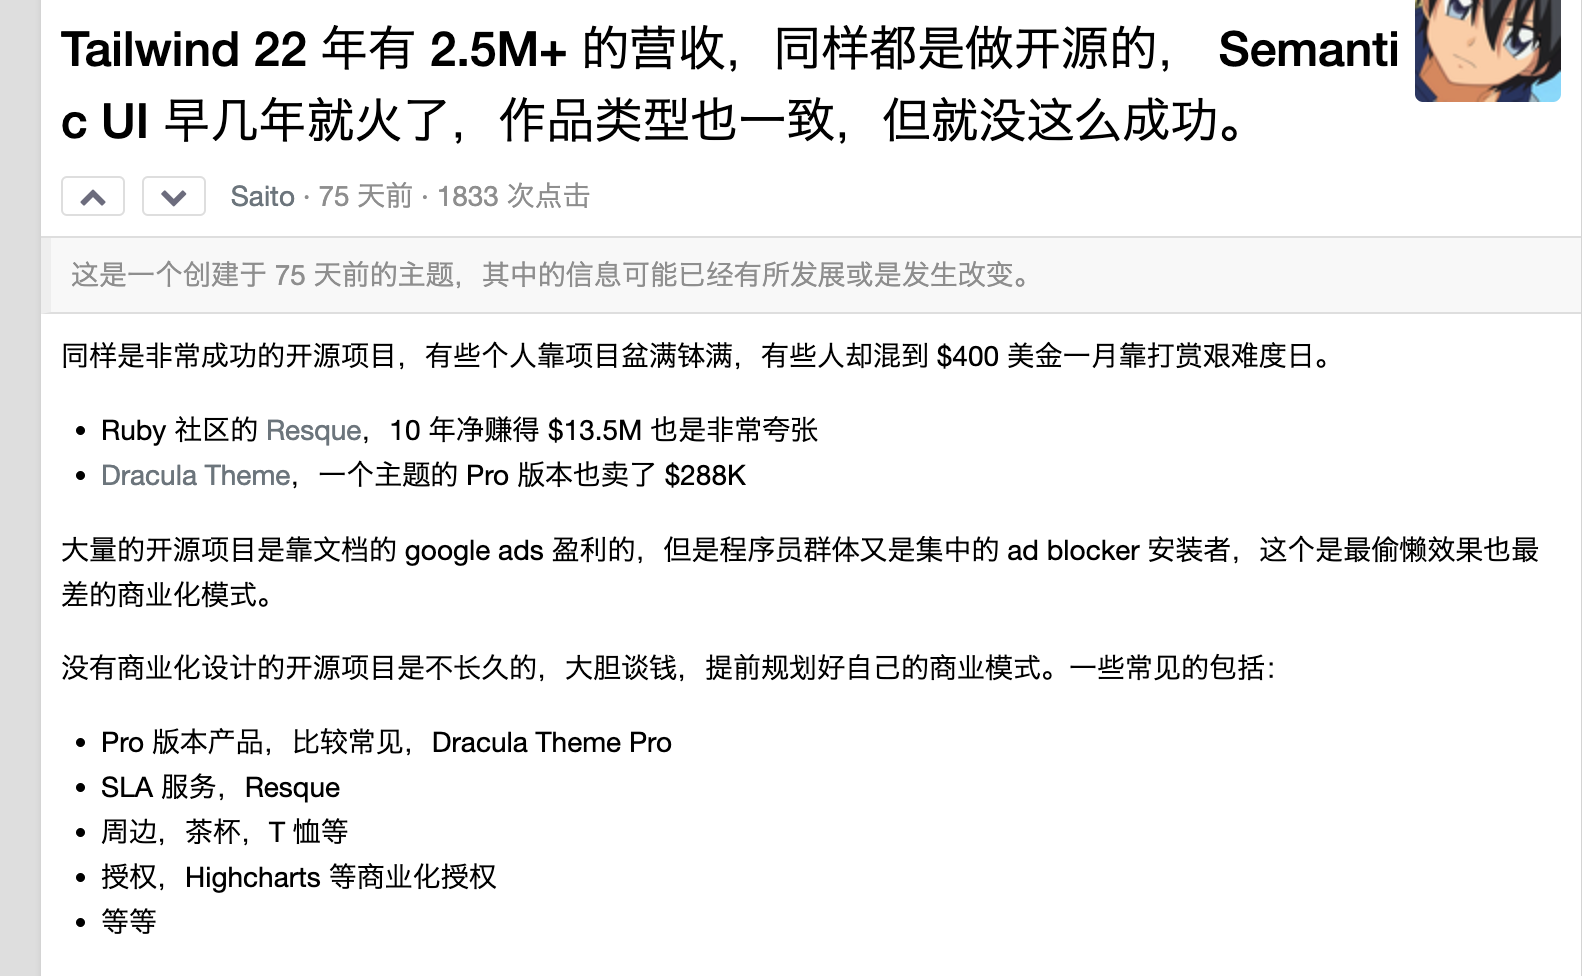 Tailwind 22 年有 2.5M+ 的营收，同样都是做开源的， Semanti
c UI 早几年就火了，作品类型也一致，但就没这么成功。
Saito · 75 天前 · 1833 次点击
这是一个创建于 75 天前的主题，其中的信息可能已经有所发展或是发生改变。
同样是非常成功的开源项目，有些个人靠项目盆满钵满，有些人却混到 $400 美金一月靠打赏艰难度日。
• Ruby 社区的 Resque，10 年净赚得 $13.5M 也是非常夸张
• Dracula Theme，一个主题的 Pro 版本也卖了 $288K
大量的开源项目是靠文档的 google ads 盈利的，但是程序员群体又是集中的 ad blocker 安装者，这个是最偷懒效果也最
差的商业化模式。
没有商业化设计的开源项目是不长久的，大胆谈钱，提前规划好自己的商业模式。一些常见的包括：
• Pro 版本产品，比较常见，Dracula Theme Pro
• SLA 服务，Resque
• 周边，茶杯，T 恤等
• 授权，Highcharts 等商业化授权
• 等等